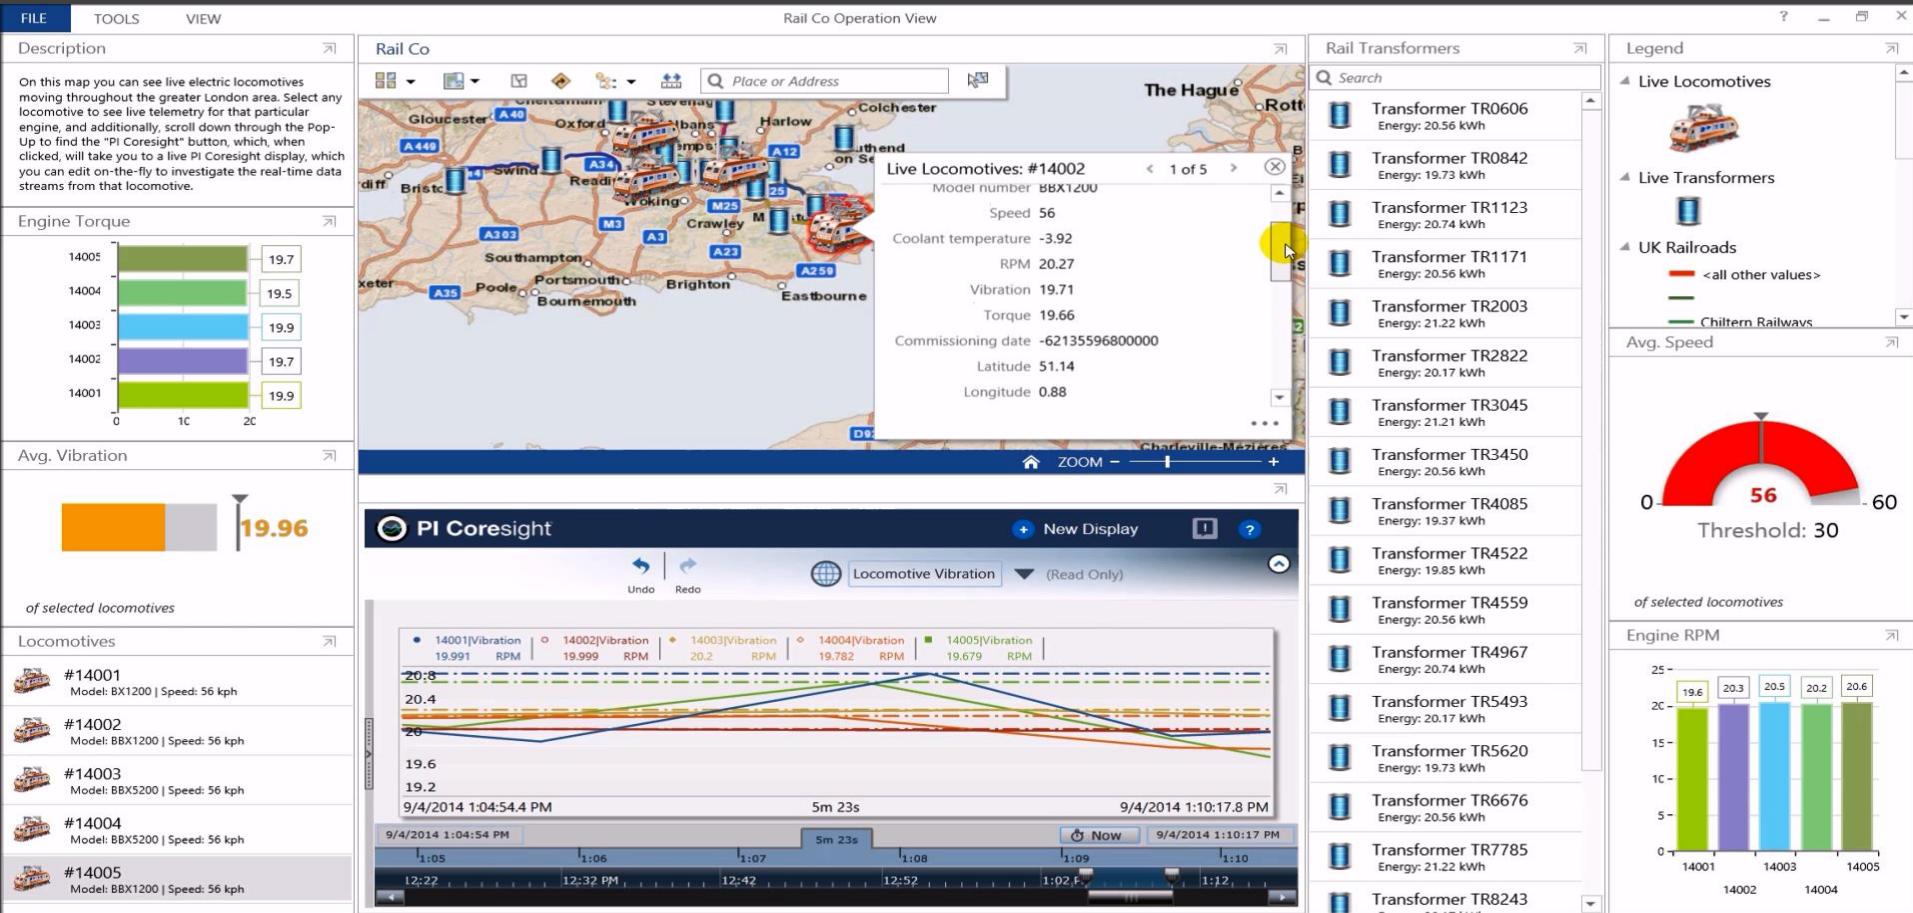 FILE
TOOLS
VIEW
Rail Co Operation View
?
Description
On this map you can see live electric locomotives
moving throughout the greater London area. Select any
locomotive to see live telemetry for that particular
engine, and additionally, scroll down through the Pop-
Up to find the "PI Coresight" button, which, when
clicked, will take you to a live PI Coresight display, which
you can edit on-the-fly to investigate the real-time data
streams from that locomotive.
Engine Torque
14005 19.7
14004 19.5
14003 19.9
14002 19.7
14001 19.9
0 10 20
Avg. Vibration
19.96
of selected locomotives
Locomotives
#14001
Model: BX1200 | Speed: 56 kph
#14002
Model: BBX1200 | Speed: 56 kph
#14003
Model: BBX5200 | Speed: 56 kph
#14004
Model: BBX5200 | Speed: 56 kph
#14005
Model: BBX1200 | Speed: 56 kph
Rail Co
Place or Address
The Hague
Colchester
Gloucester
A40
Oxford
Harlow
A449
A12
A34
M25
M3
Crawley
A303
A3
A23
Southampton
A259
A35
Poole
Portsmouth
Brighton
Eastbourne
Bournemouth
Live Locomotives: #14002
1 of 5
Model number BBX1200
Speed 56
Coolant temperature -3.92
RPM 20.27
Vibration 19.71
Torque 19.66
Commissioning date -62135596800000
Latitude 51.14
Longitude 0.88
Charleville-Mézières
ZOOM - +
PI Coresight
+ New Display
?
Undo
Redo
Locomotive Vibration
(Read Only)
14001|Vibration 14002|Vibration 14003|Vibration 14004|Vibration 14005|Vibration
19.991 RPM 19.999 RPM 20.2 RPM 19.782 RPM 19.679 RPM
20.8
20.4
20
19.6
19.2
9/4/2014 1:04:54.4 PM 5m 23s 9/4/2014 1:10:17.8 PM
9/4/2014 1:04:54 PM 5m 23s Now 9/4/2014 1:10:17 PM
1:05 1:06 1:07 1:08 1:09 1:10
12:22 12:32 PM 12:42 12:52 1:02 1:12
Rail Transformers
Search
Transformer TR0606
Energy: 20.56 kWh
Transformer TR0842
Energy: 19.73 kWh
Transformer TR1123
Energy: 20.74 kWh
Transformer TR1171
Energy: 20.56 kWh
Transformer TR2003
Energy: 21.22 kWh
Transformer TR2822
Energy: 20.17 kWh
Transformer TR3045
Energy: 21.21 kWh
Transformer TR3450
Energy: 20.56 kWh
Transformer TR4085
Energy: 19.37 kWh
Transformer TR4522
Energy: 19.85 kWh
Transformer TR4559
Energy: 20.56 kWh
Transformer TR4967
Energy: 20.74 kWh
Transformer TR5493
Energy: 20.17 kWh
Transformer TR5620
Energy: 19.73 kWh
Transformer TR6676
Energy: 20.56 kWh
Transformer TR7785
Energy: 21.22 kWh
Transformer TR8243
Legend
Live Locomotives
Live Transformers
UK Railroads
<all other values>
Chiltern Railways
Avg. Speed
0 56 60
Threshold: 30
of selected locomotives
Engine RPM
25
20
15
10
5
0
19.6 20.3 20.5 20.2 20.6
14001 14003 14005
14002 14004